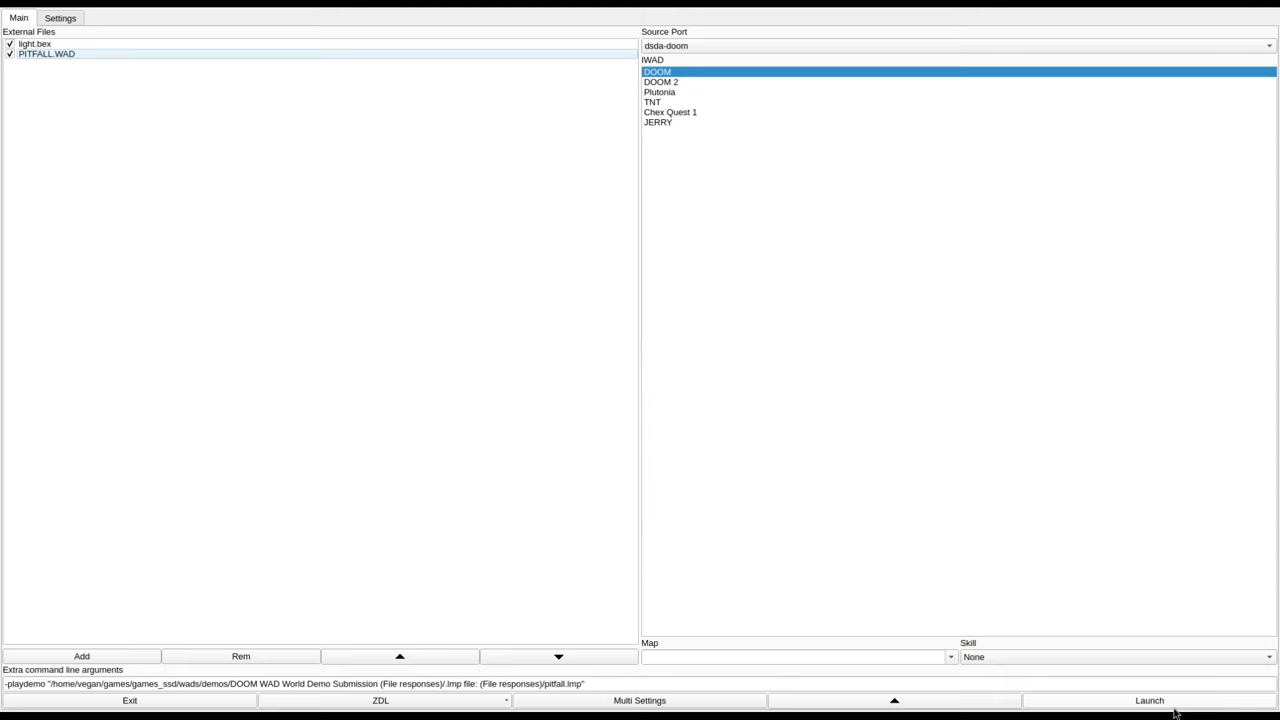 Main Settings
External Files
light.bex
PITFALL.WAD
Source Port
dsda-doom
IWAD
DOOM
DOOM 2
Plutonia
TNT
Chex Quest 1
JERRY
Map Skill
None
Add Rem
Extra command line arguments
-playdemo "/home/vegan/games/games_ssd/wads/demos/DOOM WAD World Demo Submission (File responses)/.lmp file: (File responses)/pitfall.lmp"
Exit ZDL Multi Settings Launch